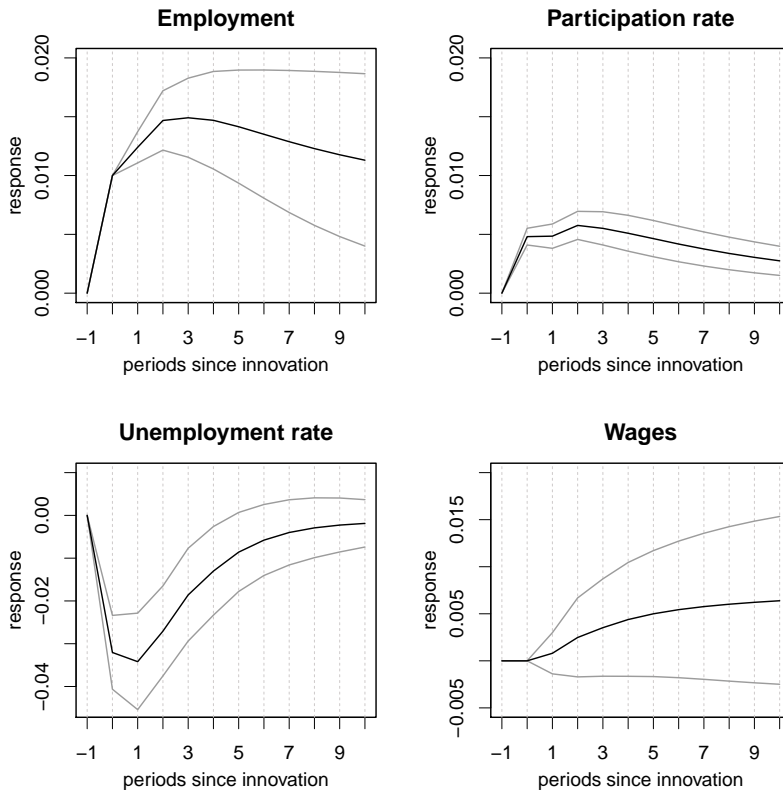 Employment
response
0.020
0.010
0.000
−1 1 3 5 7 9
periods since innovation
Participation rate
response
0.020
0.010
0.000
−1 1 3 5 7 9
periods since innovation
Unemployment rate
response
0.00
−0.02
−0.04
−1 1 3 5 7 9
periods since innovation
Wages
response
0.015
0.005
−0.005
−1 1 3 5 7 9
periods since innovation